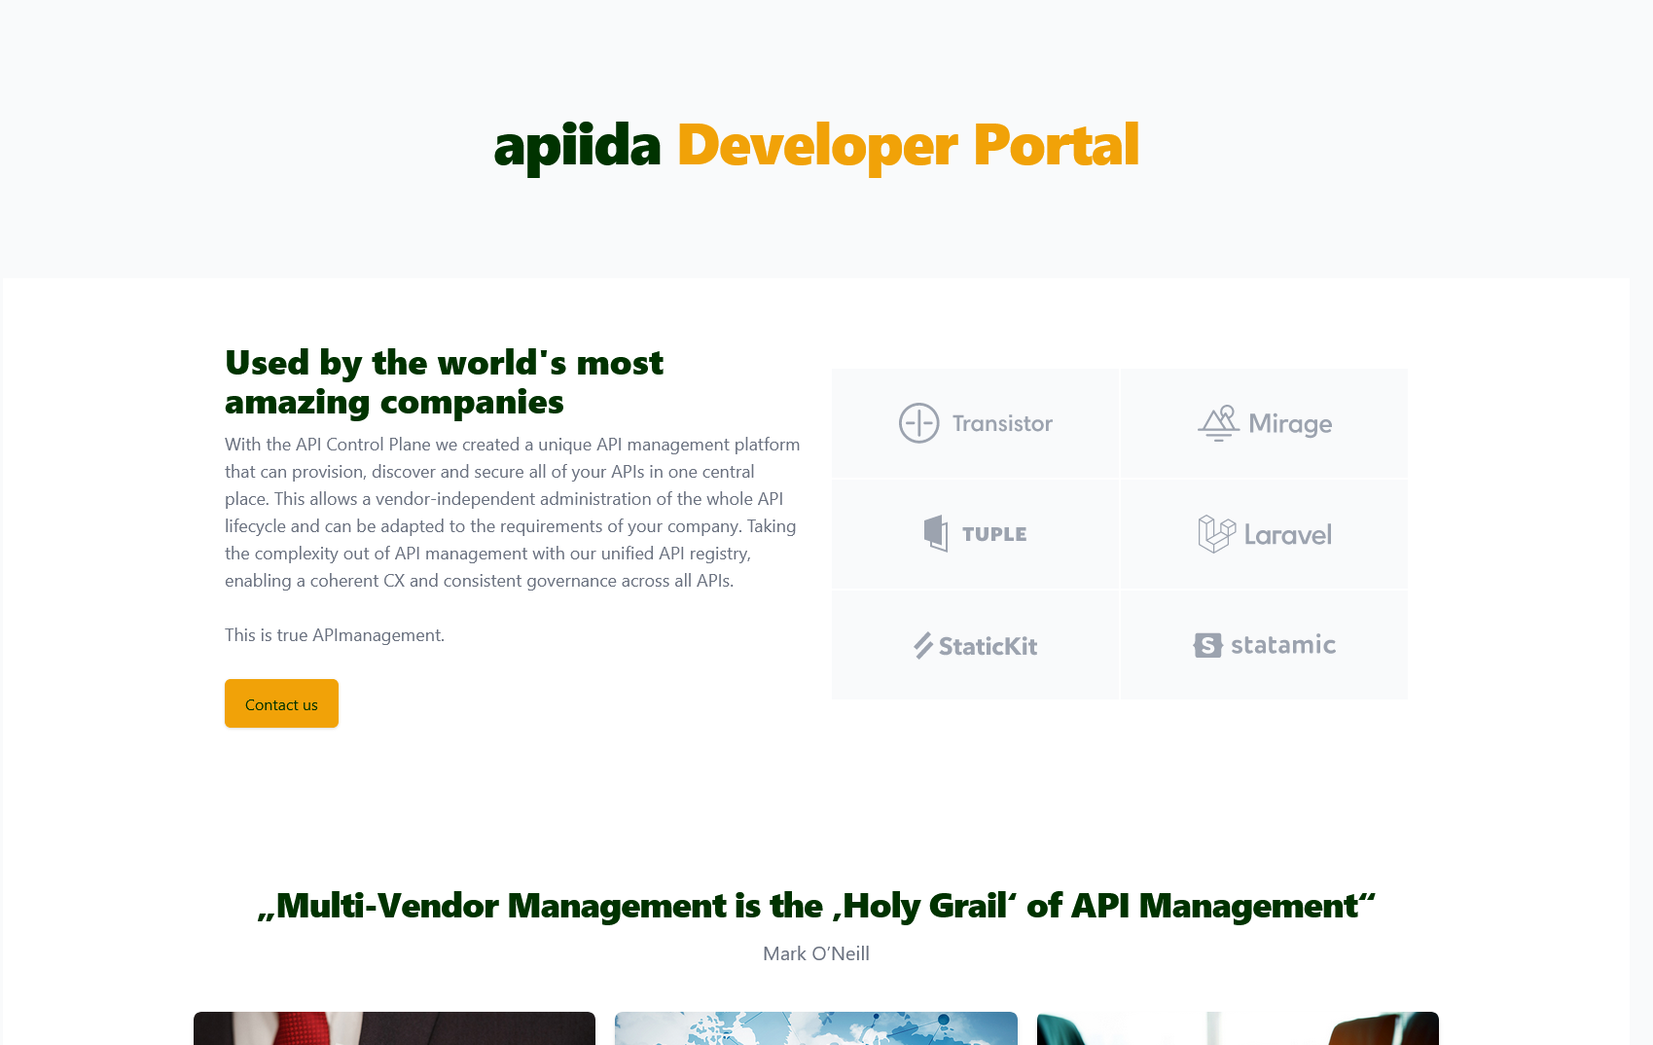 apiida Developer Portal
Used by the world's most
amazing companies
With the API Control Plane we created a unique API management platform
that can provision, discover and secure all of your APIs in one central
place. This allows a vendor-independent administration of the whole API
lifecycle and can be adapted to the requirements of your company. Taking
the complexity out of API management with our unified API registry,
enabling a coherent CX and consistent governance across all APIs.
This is true APImanagement.
Contact us
Transistor
Mirage
TUPLE
Laravel
StaticKit
S statamic
„Multi-Vendor Management is the ‚Holy Grail‘ of API Management“
Mark O’Neill